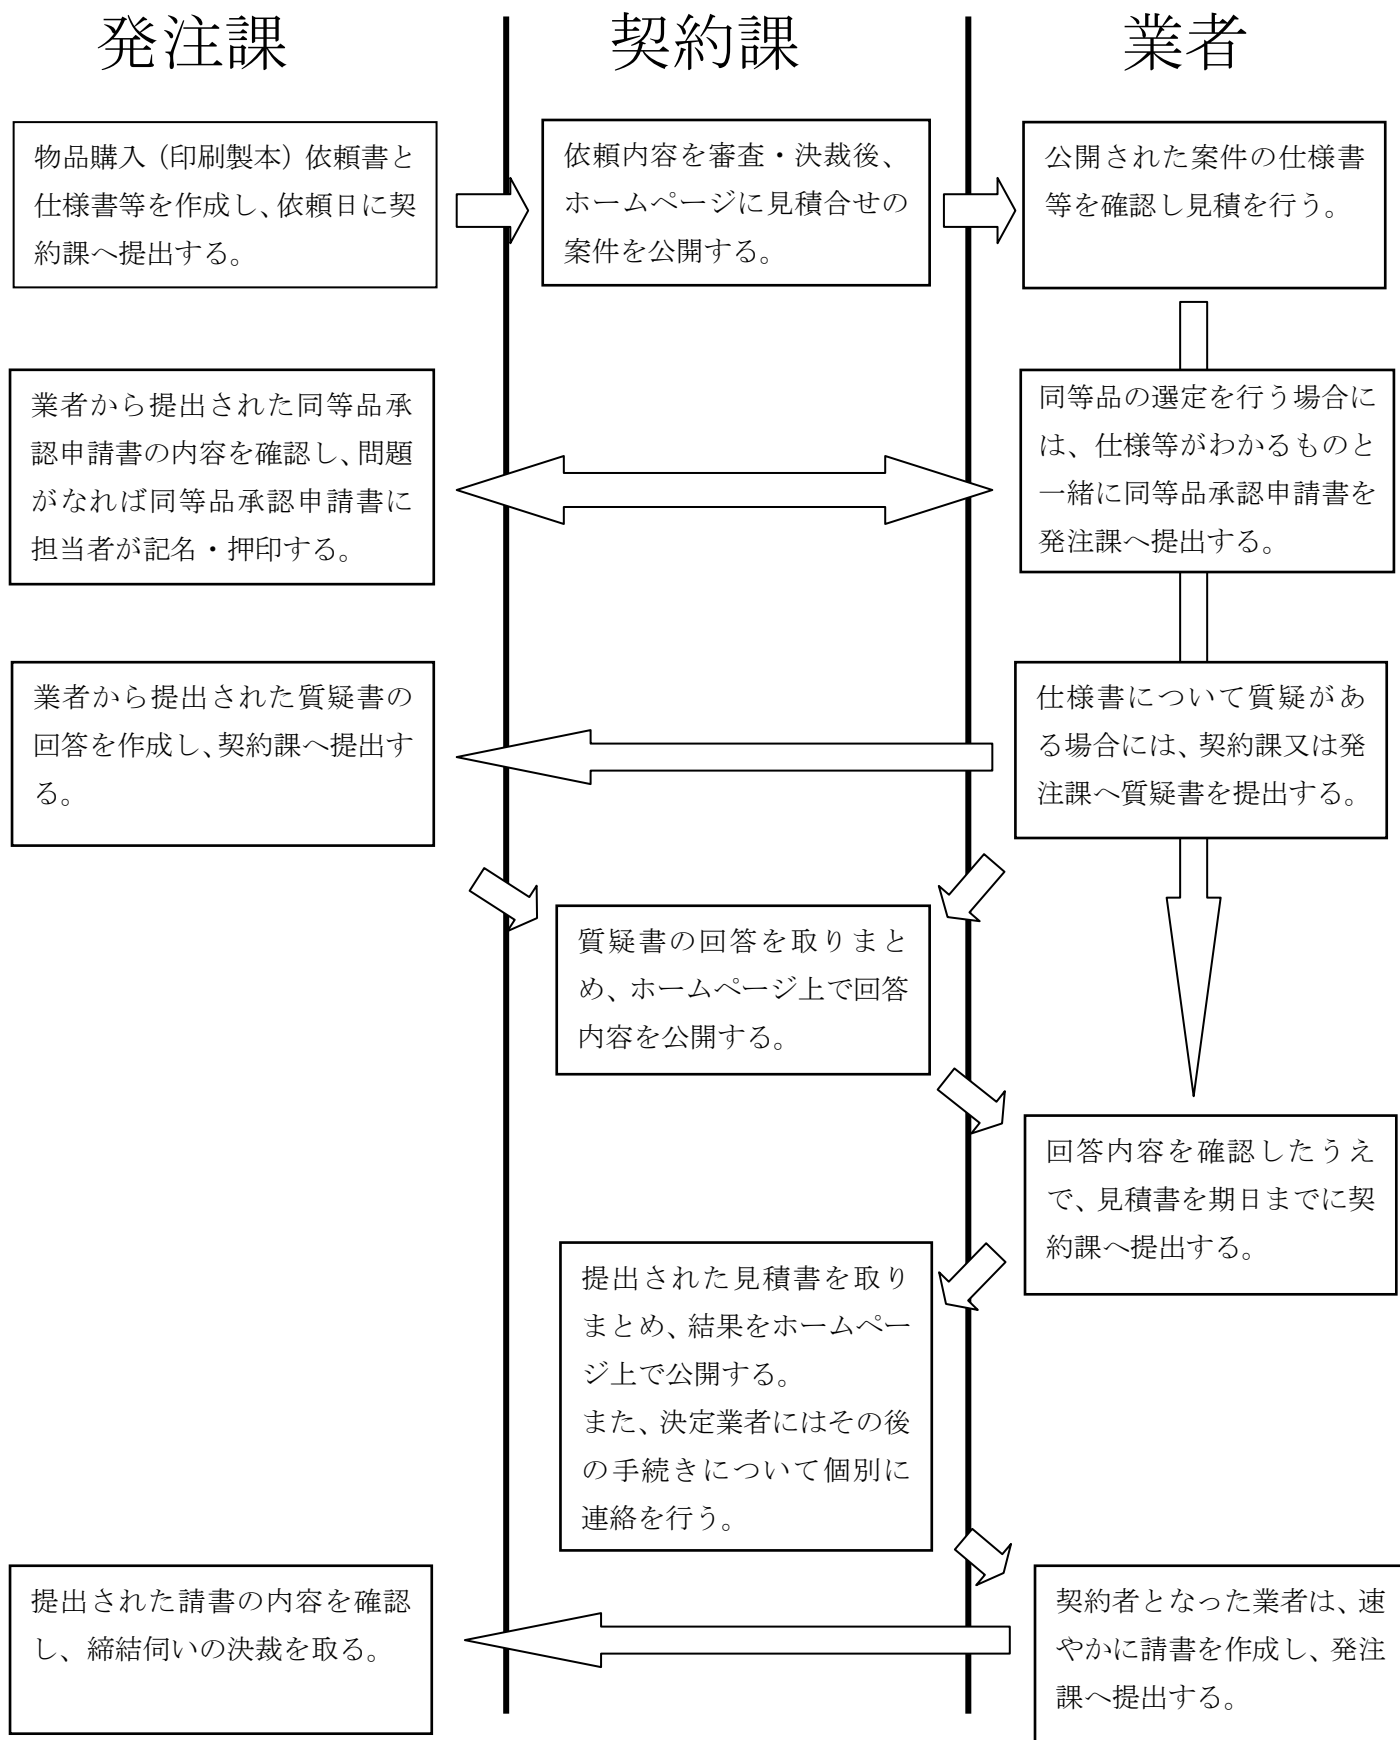 発注課
契約課
業者
物品購入（印刷製本）依頼書と
仕様書等を作成し、依頼日に契
約課へ提出する。
依頼内容を審査・決裁後、
ホームページに見積合せの
案件を公開する。
公開された案件の仕様書
等を確認し見積を行う。
業者から提出された同等品承
認申請書の内容を確認し、問題
がなれば同等品承認申請書に
担当者が記名・押印する。
同等品の選定を行う場合に
は、仕様等がわかるものと
一緒に同等品承認申請書を
発注課へ提出する。
業者から提出された質疑書の
回答を作成し、契約課へ提出す
る。
仕様書について質疑があ
る場合には、契約課又は発
注課へ質疑書を提出する。
質疑書の回答を取りまと
め、ホームページ上で回答
内容を公開する。
回答内容を確認したうえ
で、見積書を期日までに契
約課へ提出する。
提出された見積書を取り
まとめ、結果をホームペー
ジ上で公開する。
また、決定業者にはその後
の手続きについて個別に
連絡を行う。
契約者となった業者は、速
やかに請書を作成し、発注
課へ提出する。
提出された請書の内容を確認
し、締結伺いの決裁を取る。